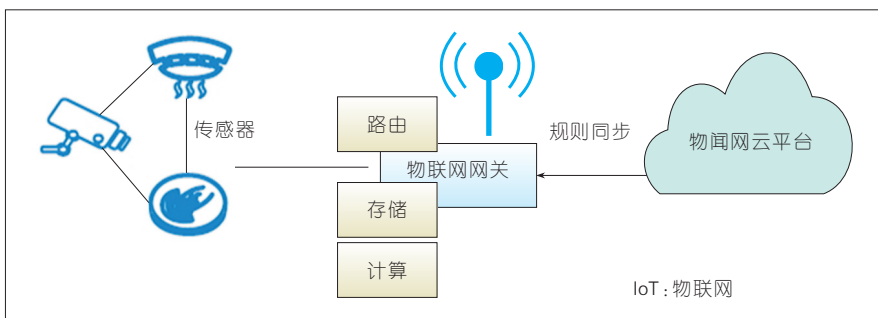 传感器
路由
物联网网关
存储
计算
规则同步
物闻网云平台
IoT：物联网